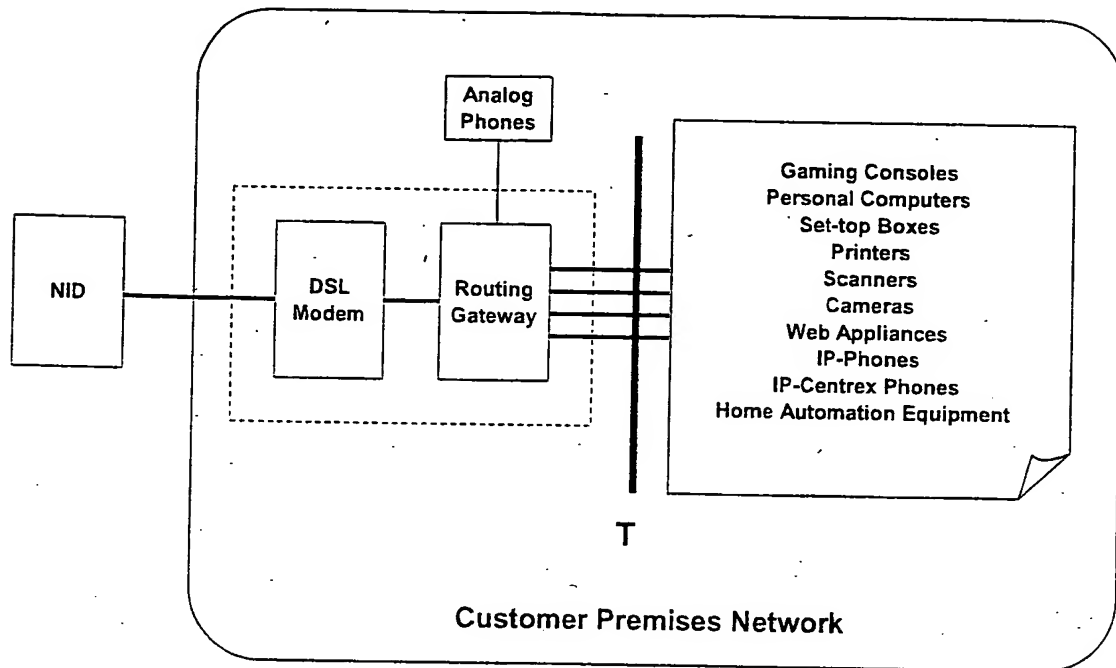 Analog
Phones
NID
DSL
Modem
Routing
Gateway
Gaming Consoles
Personal Computers
Set-top Boxes
Printers
Scanners
Cameras
Web Appliances
IP-Phones
IP-Centrex Phones
Home Automation Equipment
T
Customer Premises Network